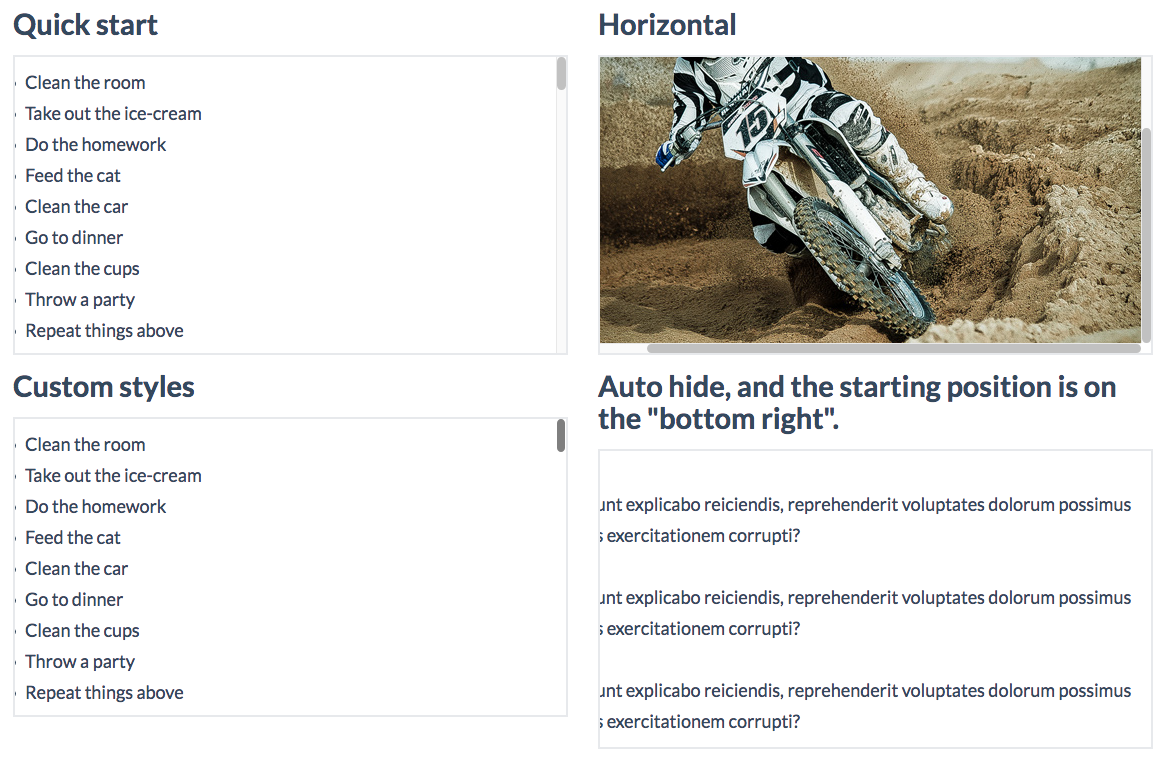 Quick start
Clean the room
Take out the ice-cream
Do the homework
Feed the cat
Clean the car
Go to dinner
Clean the cups
Throw a party
Repeat things above
Horizontal
15
Custom styles
Clean the room
Take out the ice-cream
Do the homework
Feed the cat
Clean the car
Go to dinner
Clean the cups
Throw a party
Repeat things above
Auto hide, and the starting position is on
the "bottom right".
unt explicabo reiciendis, reprehenderit voluptates dolorum possimus
s exercitationem corrupti?
unt explicabo reiciendis, reprehenderit voluptates dolorum possimus
s exercitationem corrupti?
unt explicabo reiciendis, reprehenderit voluptates dolorum possimus
s exercitationem corrupti?